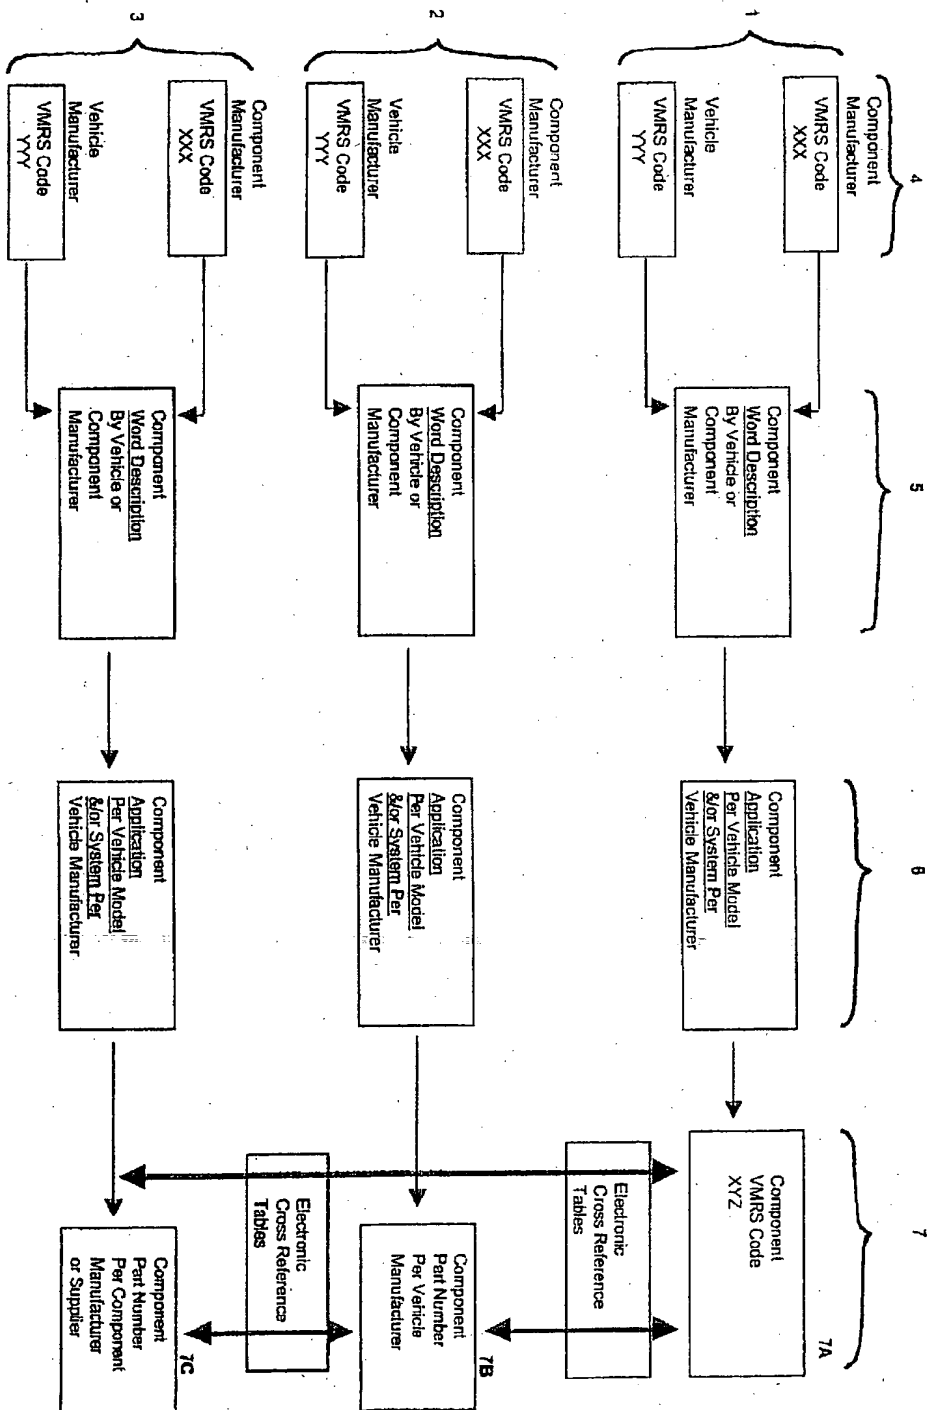 4
5
6
7
1
Component
Manufacturer
VMRS Code
XXX
Vehicle
Manufacturer
VMRS Code
YYY
Component
Word Description
By Vehicle or
Component
Manufacturer
Component
Application
Per Vehicle Model
&/or System Per
Vehicle Manufacturer
Component
VMRS Code
XYZ
7A
Electronic
Cross Reference
Tables
2
Component
Manufacturer
VMRS Code
XXX
Vehicle
Manufacturer
VMRS Code
YYY
Component
Word Description
By Vehicle or
Component
Manufacturer
Component
Application
Per Vehicle Model
&/or System Per
Vehicle Manufacturer
Component
Part Number
Per Vehicle
Manufacturer
7B
Electronic
Cross Reference
Tables
3
Component
Manufacturer
VMRS Code
XXX
Vehicle
Manufacturer
VMRS Code
YYY
Component
Word Description
By Vehicle or
Component
Manufacturer
Component
Application
Per Vehicle Model
&/or System Per
Vehicle Manufacturer
Component
Part Number
Per Component
Manufacturer
or Supplier
7C